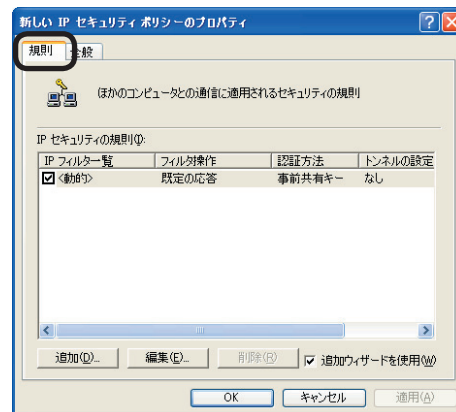 新しい IP セキュリティ ポリシーのプロパティ
規則 全般
ほかのコンピュータとの通信に適用されるセキュリティの規則
IP セキュリティの規則(I):
IP フィルター覧 フィルタ操作 認証方法 トンネルの設定
<動的> 既定の応答 事前共有キー なし
追加(D)... 編集(E)... 削除(R) 追加ウィザードを使用(W)
OK キャンセル 適用(A)